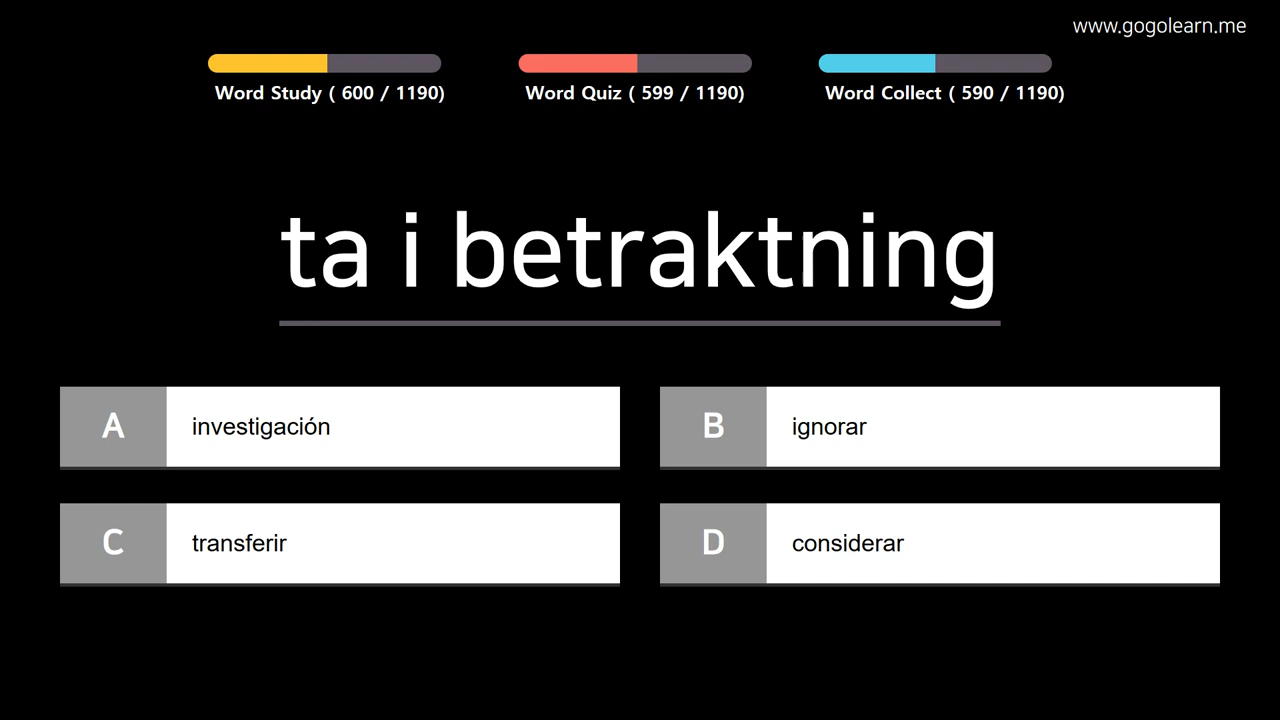 www.gogolearn.me
Word Study ( 600 / 1190)
Word Quiz ( 599 / 1190)
Word Collect ( 590 / 1190)
ta i betraktning
A investigación
B ignorar
C transferir
D considerar